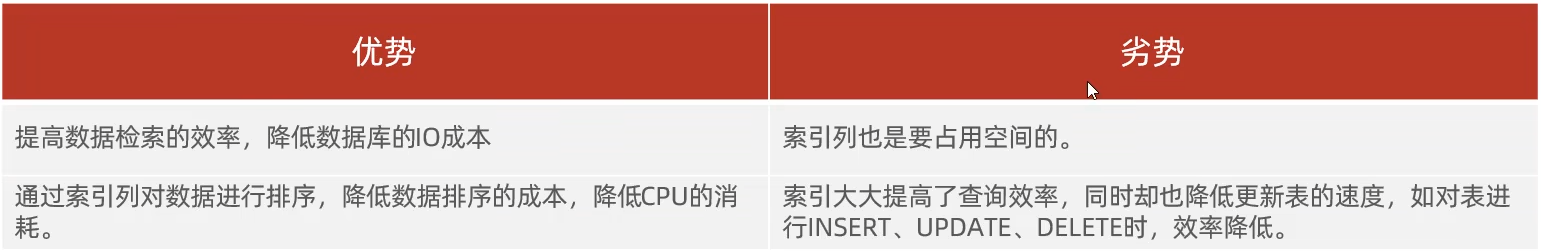 优势
劣势
提高数据检索的效率，降低数据库的IO成本
索引列也是要占用空间的。
通过索引列对数据进行排序，降低数据排序的成本，降低CPU的消
耗。
索引大大提高了查询效率，同时却也降低更新表的速度，如对表进
行INSERT、UPDATE、DELETE时，效率降低。